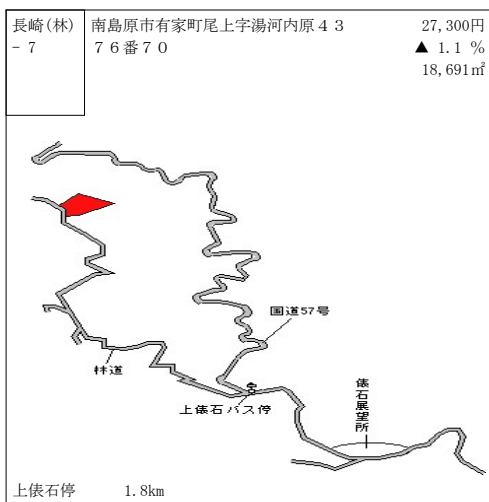 長崎(林)
－７
南島原市有家町尾上字湯河内原４３
７６番７０
27,300円
▲ 1.1 %
18,691㎡
国道57号
林道
上俵石バス停
俵石展望所
上俵石停 1.8km